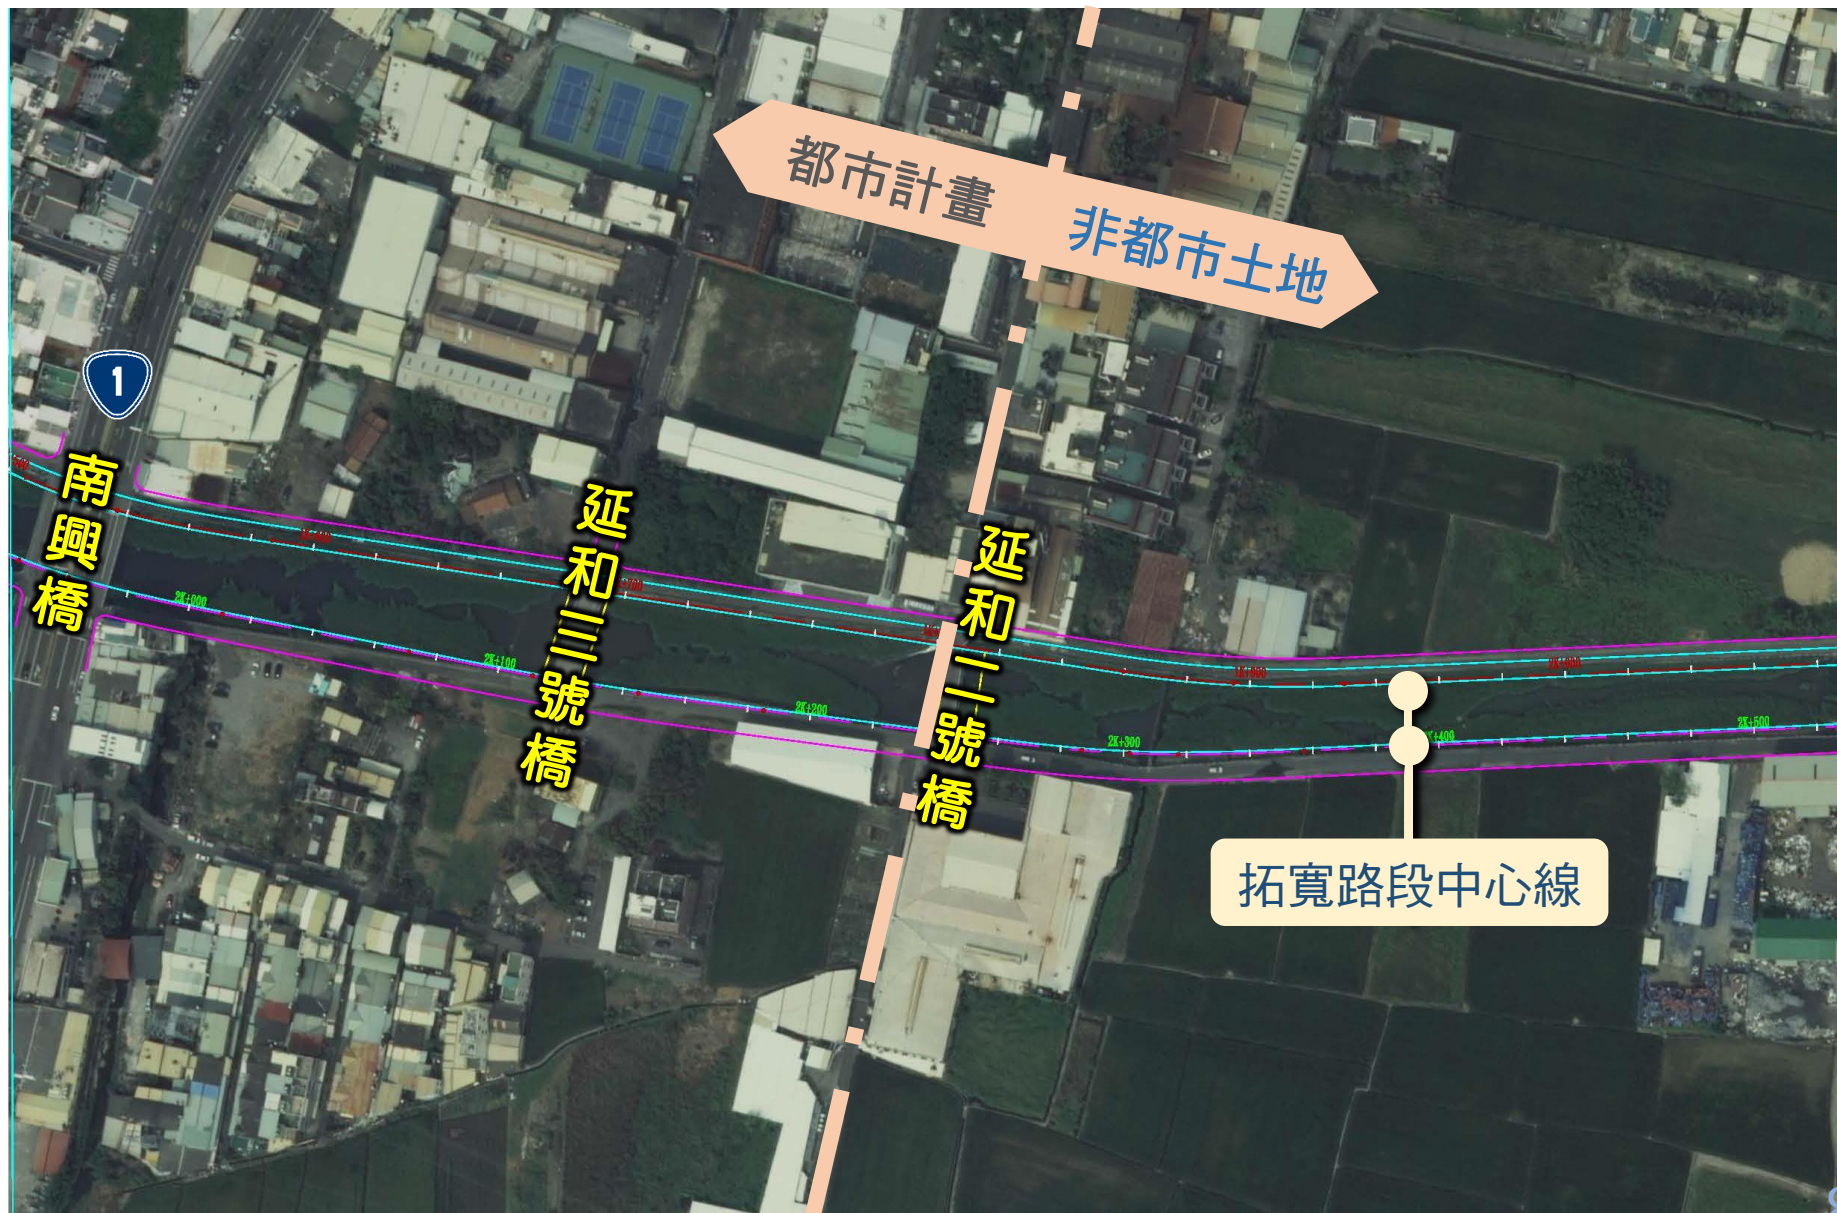 都市計畫
非都市土地
1
南興橋
延和三號橋
延和二號橋
2K+000
2K+100
2K+200
2K+300
2K+500
拓寬路段中心線